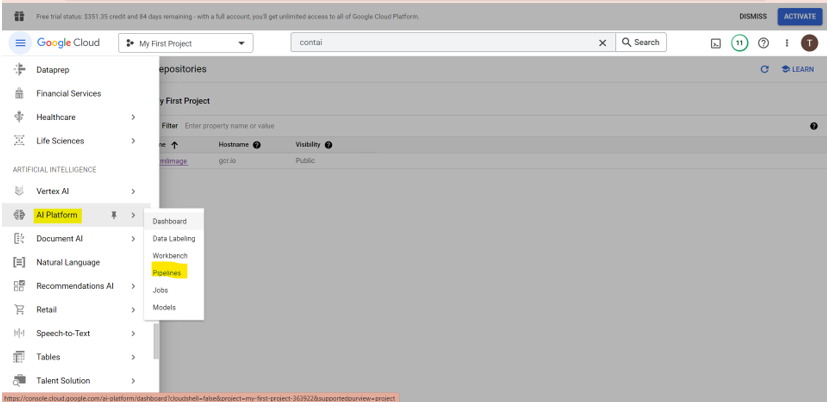 Free trial status: $351.35 credit and 84 days remaining - with a full account, you'll get unlimited access to all of Google Cloud Platform.
DISMISS
ACTIVATE
Google Cloud
My First Project
contai
Search
11
T
Dataprep
epositories
LEARN
Financial Services
y First Project
Healthcare
Filter Enter property name or value
Life Sciences
me Hostname Visibility
mlimage gcr.io Public
ARTIFICIAL INTELLIGENCE
Vertex AI
AI Platform
Dashboard
Document AI
Data Labeling
Natural Language
Workbench
Pipelines
Recommendations AI
Jobs
Retail
Models
Speech-to-Text
Tables
Talent Solution
https://console.cloud.google.com/ai-platform/dashboard?cloudshell=false&project=my-first-project-363922&supportedpurview=project